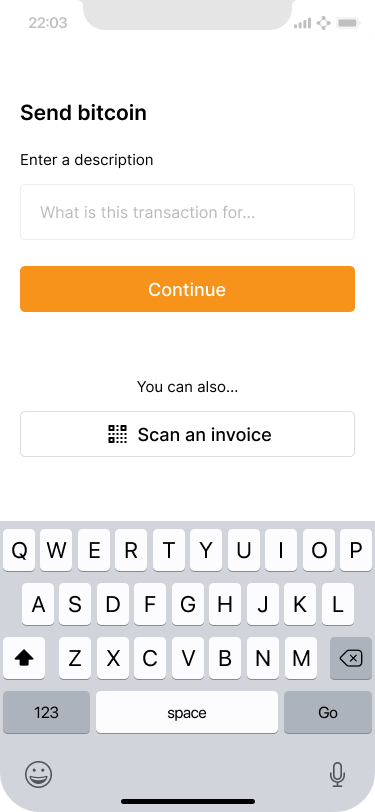 22:03
Send bitcoin
Enter a description
What is this transaction for...
Continue
You can also...
Scan an invoice
Q W E R T Y U I O P
A S D F G H J K L
Z X C V B N M
123 space Go